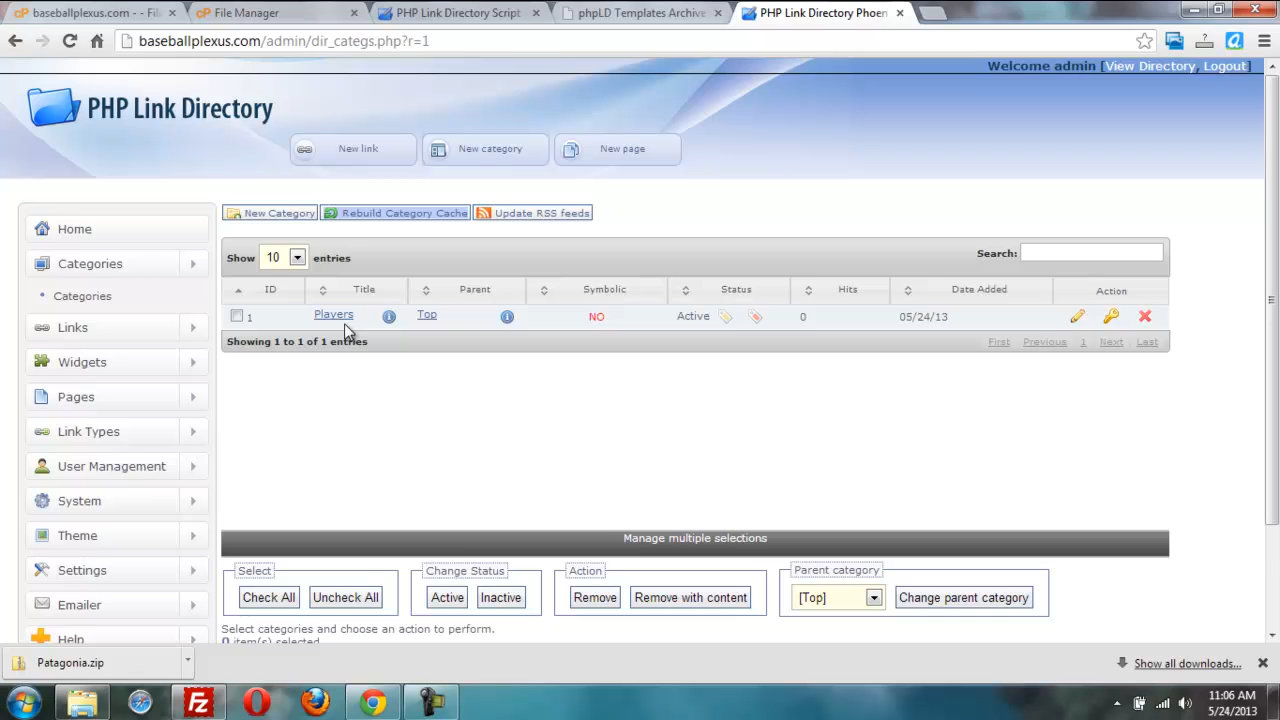 baseballplexus.com - - Fil
File Manager
PHP Link Directory Script
phpLD Templates Archive
PHP Link Directory Phoen
baseballplexus.com/admin/dir_categs.php?r=1
Welcome admin [View Directory, Logout]
PHP Link Directory
New link
New category
New page
New Category
Rebuild Category Cache
Update RSS feeds
Home
Categories
Categories
Links
Widgets
Pages
Link Types
User Management
System
Theme
Settings
Emailer
Help
Show 10 entries
Search:
ID Title Parent Symbolic Status Hits Date Added Action
1 Players Top NO Active 0 05/24/13
Showing 1 to 1 of 1 entries
First Previous 1 Next Last
Manage multiple selections
Select
Check All Uncheck All
Change Status
Active Inactive
Action
Remove Remove with content
Parent category
[Top] Change parent category
Select categories and choose an action to perform.
0 item(s) selected
Patagonia.zip
Show all downloads...
11:06 AM
5/24/2013